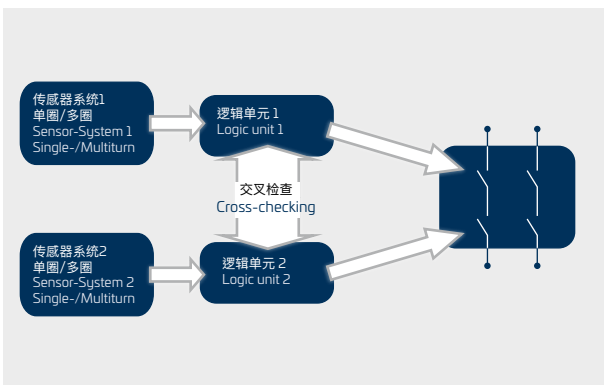 传感器系统1
单圈/多圈
Sensor-System 1
Single-/Multiturn
逻辑单元 1
Logic unit 1
交叉检查
Cross-checking
传感器系统2
单圈/多圈
Sensor-System 2
Single-/Multiturn
逻辑单元 2
Logic unit 2